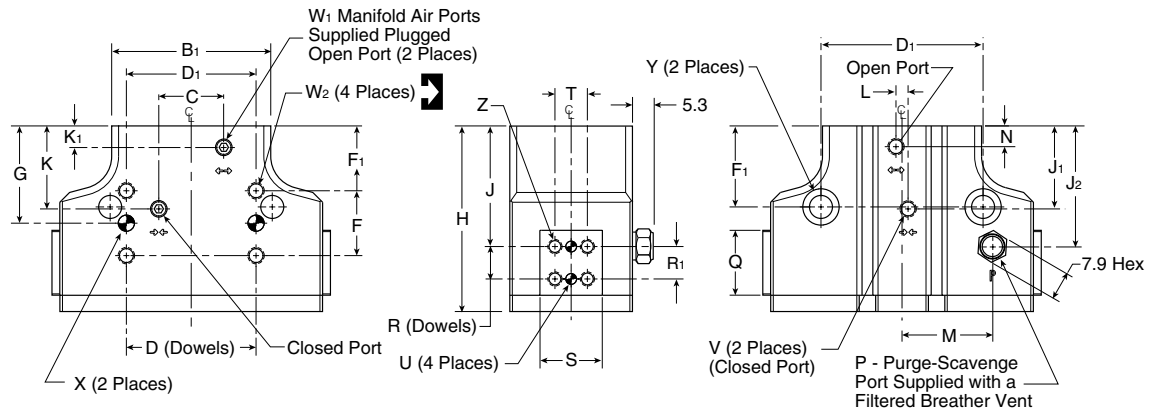 W1 Manifold Air Ports
Supplied Plugged
Open Port (2 Places)
B1
D1
C
W2 (4 Places)
℄
K1
K
G
F1
F
D (Dowels)
X (2 Places)
Closed Port
Z
T
℄
5.3
J
H
R1
R (Dowels)
U (4 Places)
S
Y (2 Places)
D1
Open Port
L
℄
N
F1
J1
J2
Q
P
7.9 Hex
M
V (2 Places)
(Closed Port)
P - Purge-Scavenge
Port Supplied with a
Filtered Breather Vent